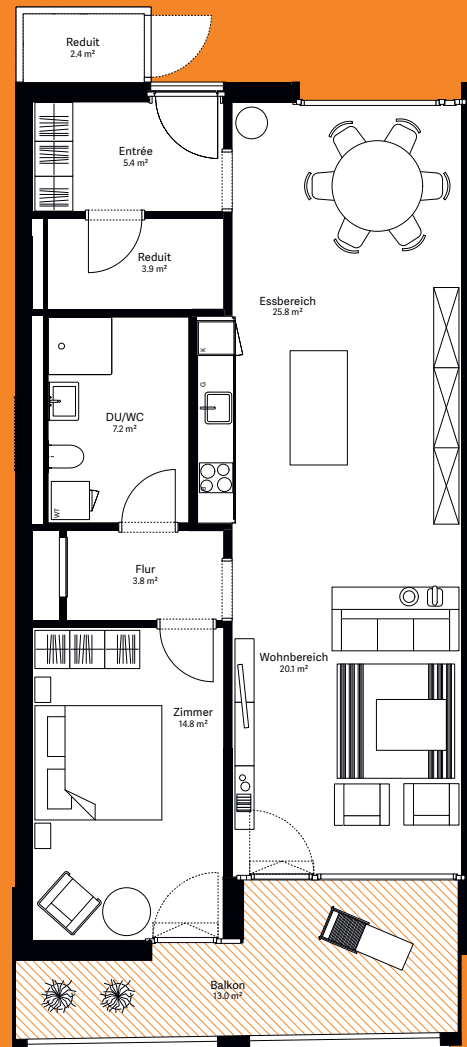 Reduit
2.4 m²
Entrée
5.4 m²
Reduit
3.9 m²
Essbereich
25.8 m²
K
G
DU/WC
7.2 m²
WT
Flur
3.8 m²
Wohnbereich
20.1 m²
Zimmer
14.8 m²
Balkon
13.0 m²